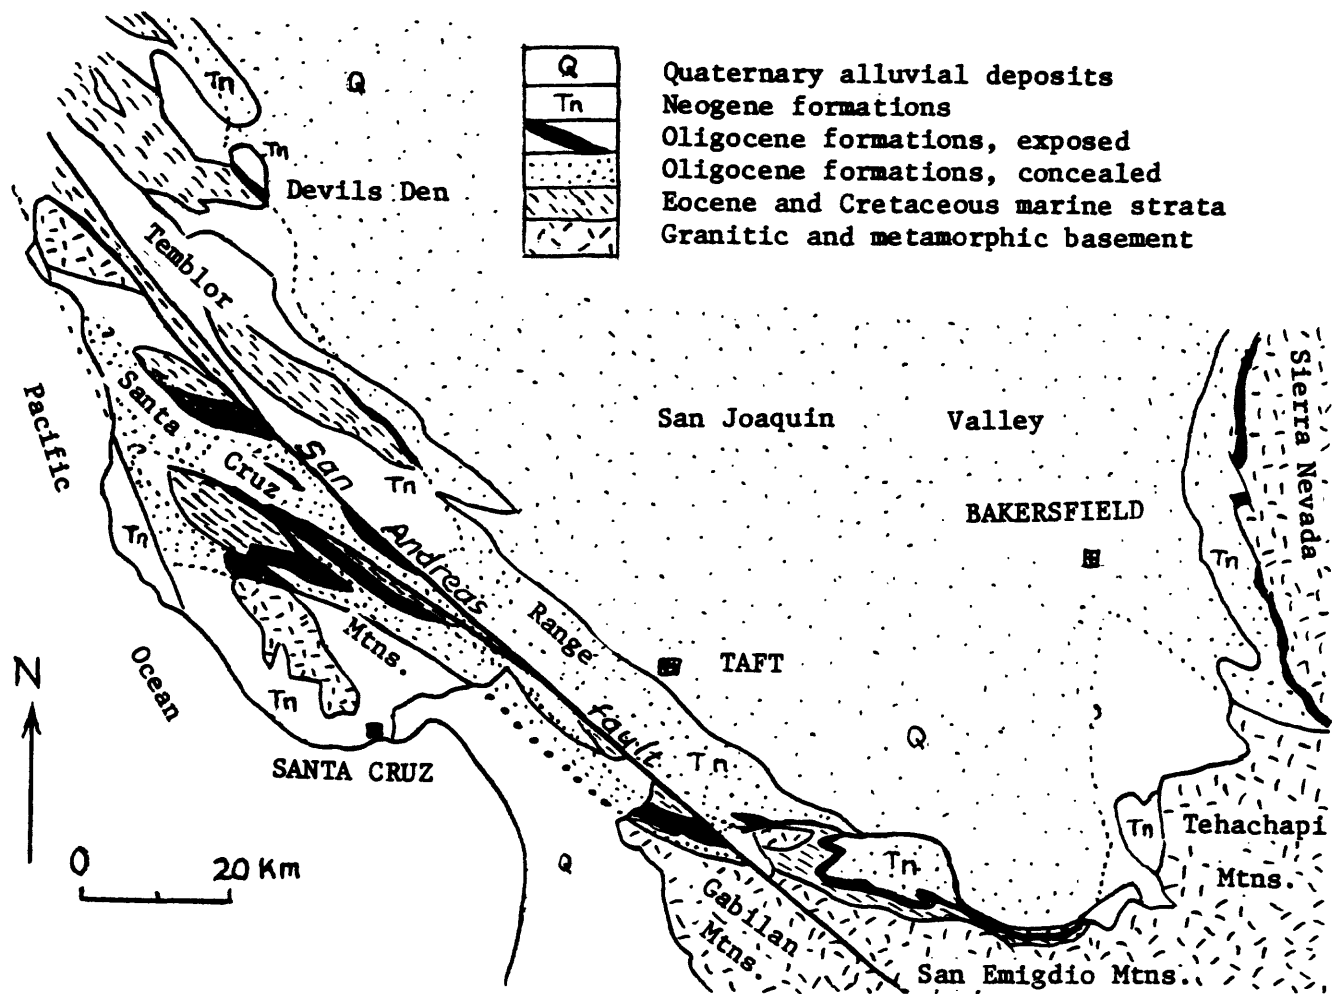 Q Quaternary alluvial deposits
Tn Neogene formations
Oligocene formations, exposed
Oligocene formations, concealed
Eocene and Cretaceous marine strata
Granitic and metamorphic basement
Tn
Q
Tn
Devils Den
Temblor
Range
San Andreas fault
Santa Cruz Mtns.
Pacific
Ocean
Tn
Tn
Tn
San Joaquin Valley
Sierra Nevada
BAKERSFIELD
Tn
N
TAFT
Q
Tn
SANTA CRUZ
0 20 Km
Q
Tn
Tn
Tehachapi
Mtns.
Gabilan
Mtns.
San Emigdio Mtns.